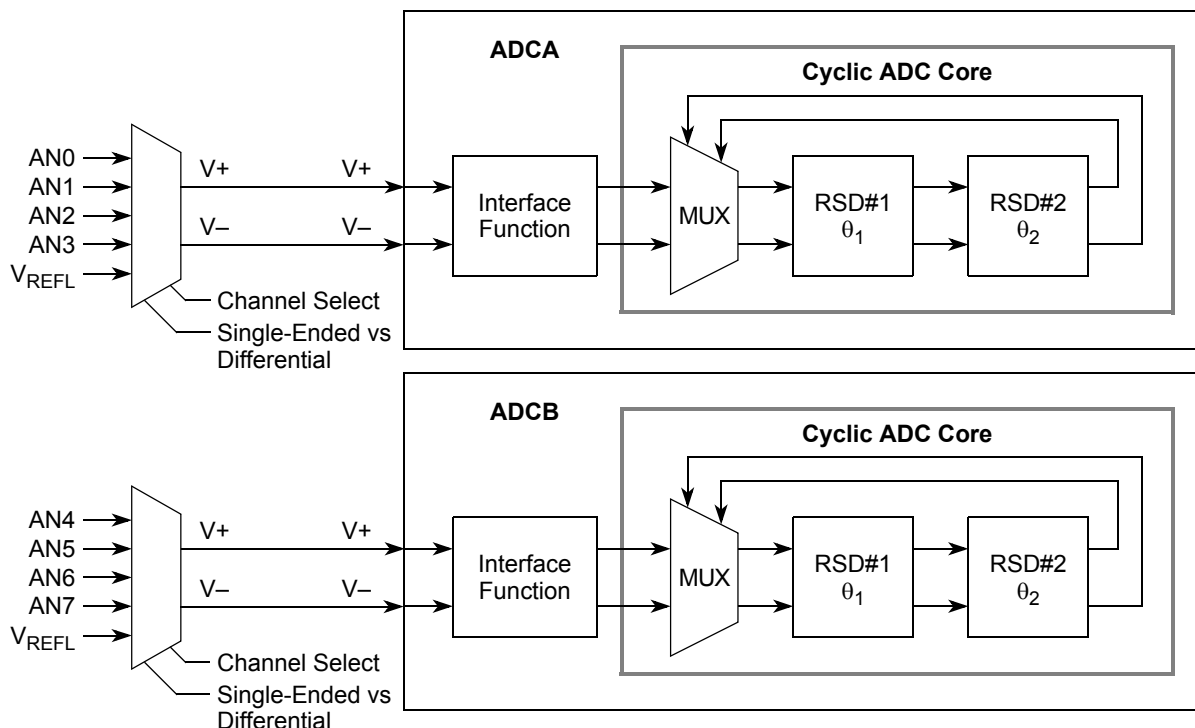 ADCA
Cyclic ADC Core
AN0
AN1
AN2
AN3
VREFL
V+
V+
V–
V–
Interface
Function
MUX
RSD#1
θ1
RSD#2
θ2
Channel Select
Single-Ended vs
Differential
ADCB
Cyclic ADC Core
AN4
AN5
AN6
AN7
VREFL
V+
V+
V–
V–
Interface
Function
MUX
RSD#1
θ1
RSD#2
θ2
Channel Select
Single-Ended vs
Differential